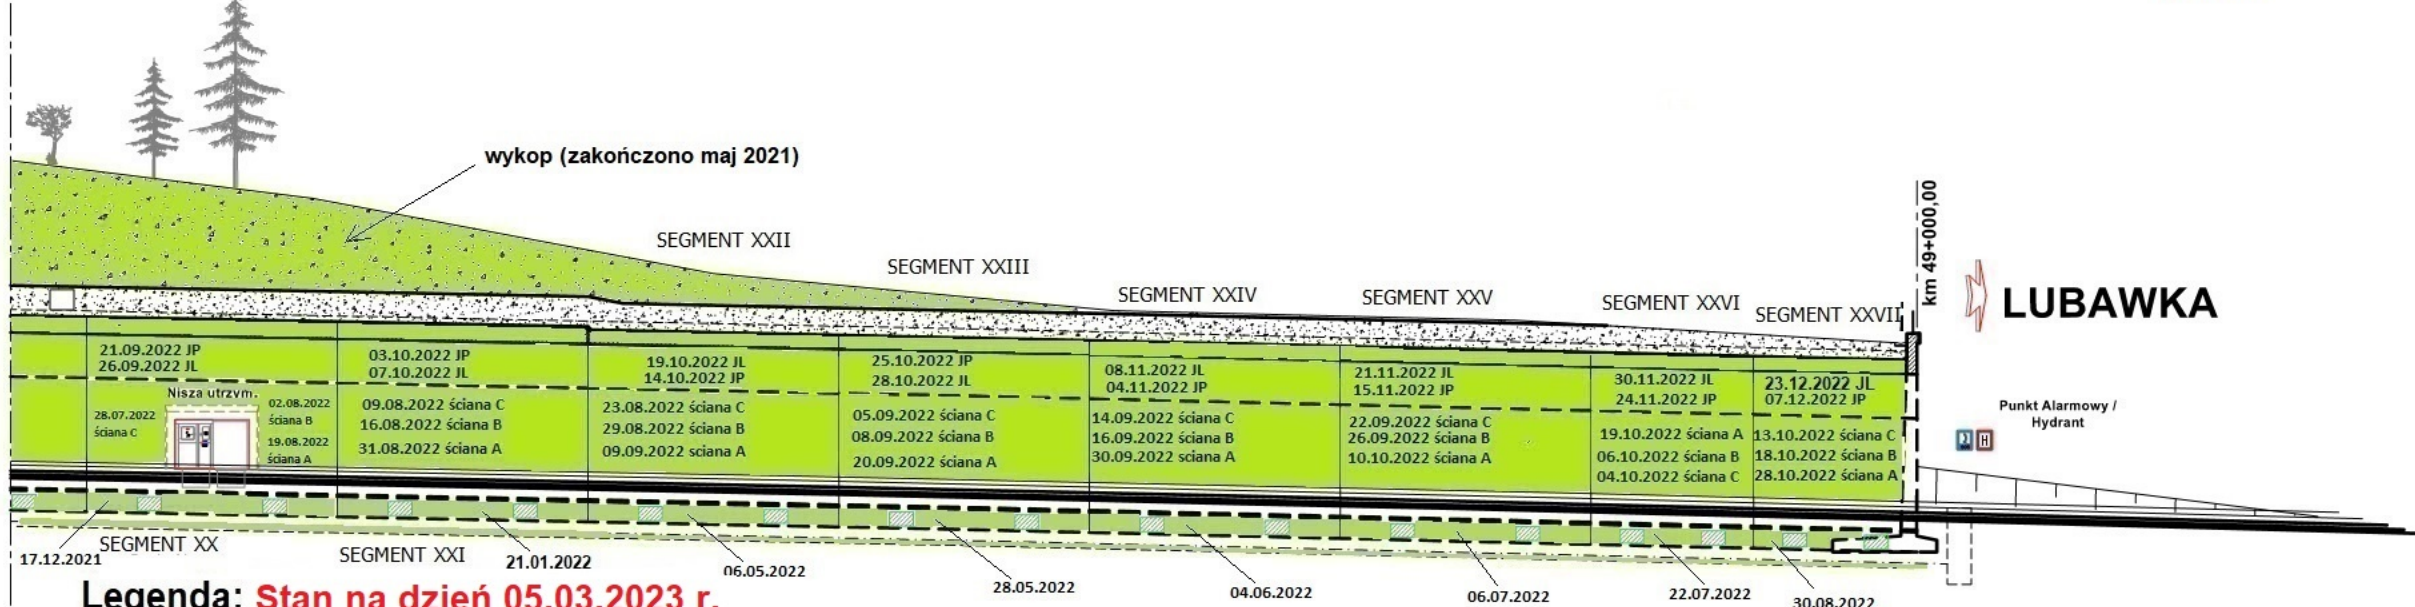 wykop (zakończono maj 2021)
SEGMENT XXII
SEGMENT XXIII
SEGMENT XXIV
SEGMENT XXV
SEGMENT XXVI
SEGMENT XXVII
km 49+000,00
LUBAWKA
21.09.2022 JP
26.09.2022 JL
03.10.2022 JP
07.10.2022 JL
19.10.2022 JL
14.10.2022 JP
25.10.2022 JP
28.10.2022 JL
08.11.2022 JL
04.11.2022 JP
21.11.2022 JL
15.11.2022 JP
30.11.2022 JL
24.11.2022 JP
23.12.2022 JL
07.12.2022 JP
Nisza utrzym.
28.07.2022
ściana C
02.08.2022
ściana B
19.08.2022
ściana A
09.08.2022 ściana C
16.08.2022 ściana B
31.08.2022 ściana A
23.08.2022 ściana C
29.08.2022 ściana B
09.09.2022 sciana A
05.09.2022 ściana C
08.09.2022 ściana B
20.09.2022 ściana A
14.09.2022 ściana C
16.09.2022 ściana B
30.09.2022 sciana A
22.09.2022 ściana C
26.09.2022 ściana B
10.10.2022 ściana A
19.10.2022 ściana A
06.10.2022 ściana B
04.10.2022 ściana C
13.10.2022 ściana C
18.10.2022 ściana B
28.10.2022 ściana A
Punkt Alarmowy /
Hydrant
H
17.12.2021
SEGMENT XX
SEGMENT XXI
21.01.2022
06.05.2022
28.05.2022
04.06.2022
06.07.2022
22.07.2022
30.08.2022
Legenda: Stan na dzień 05.03.2023 r.